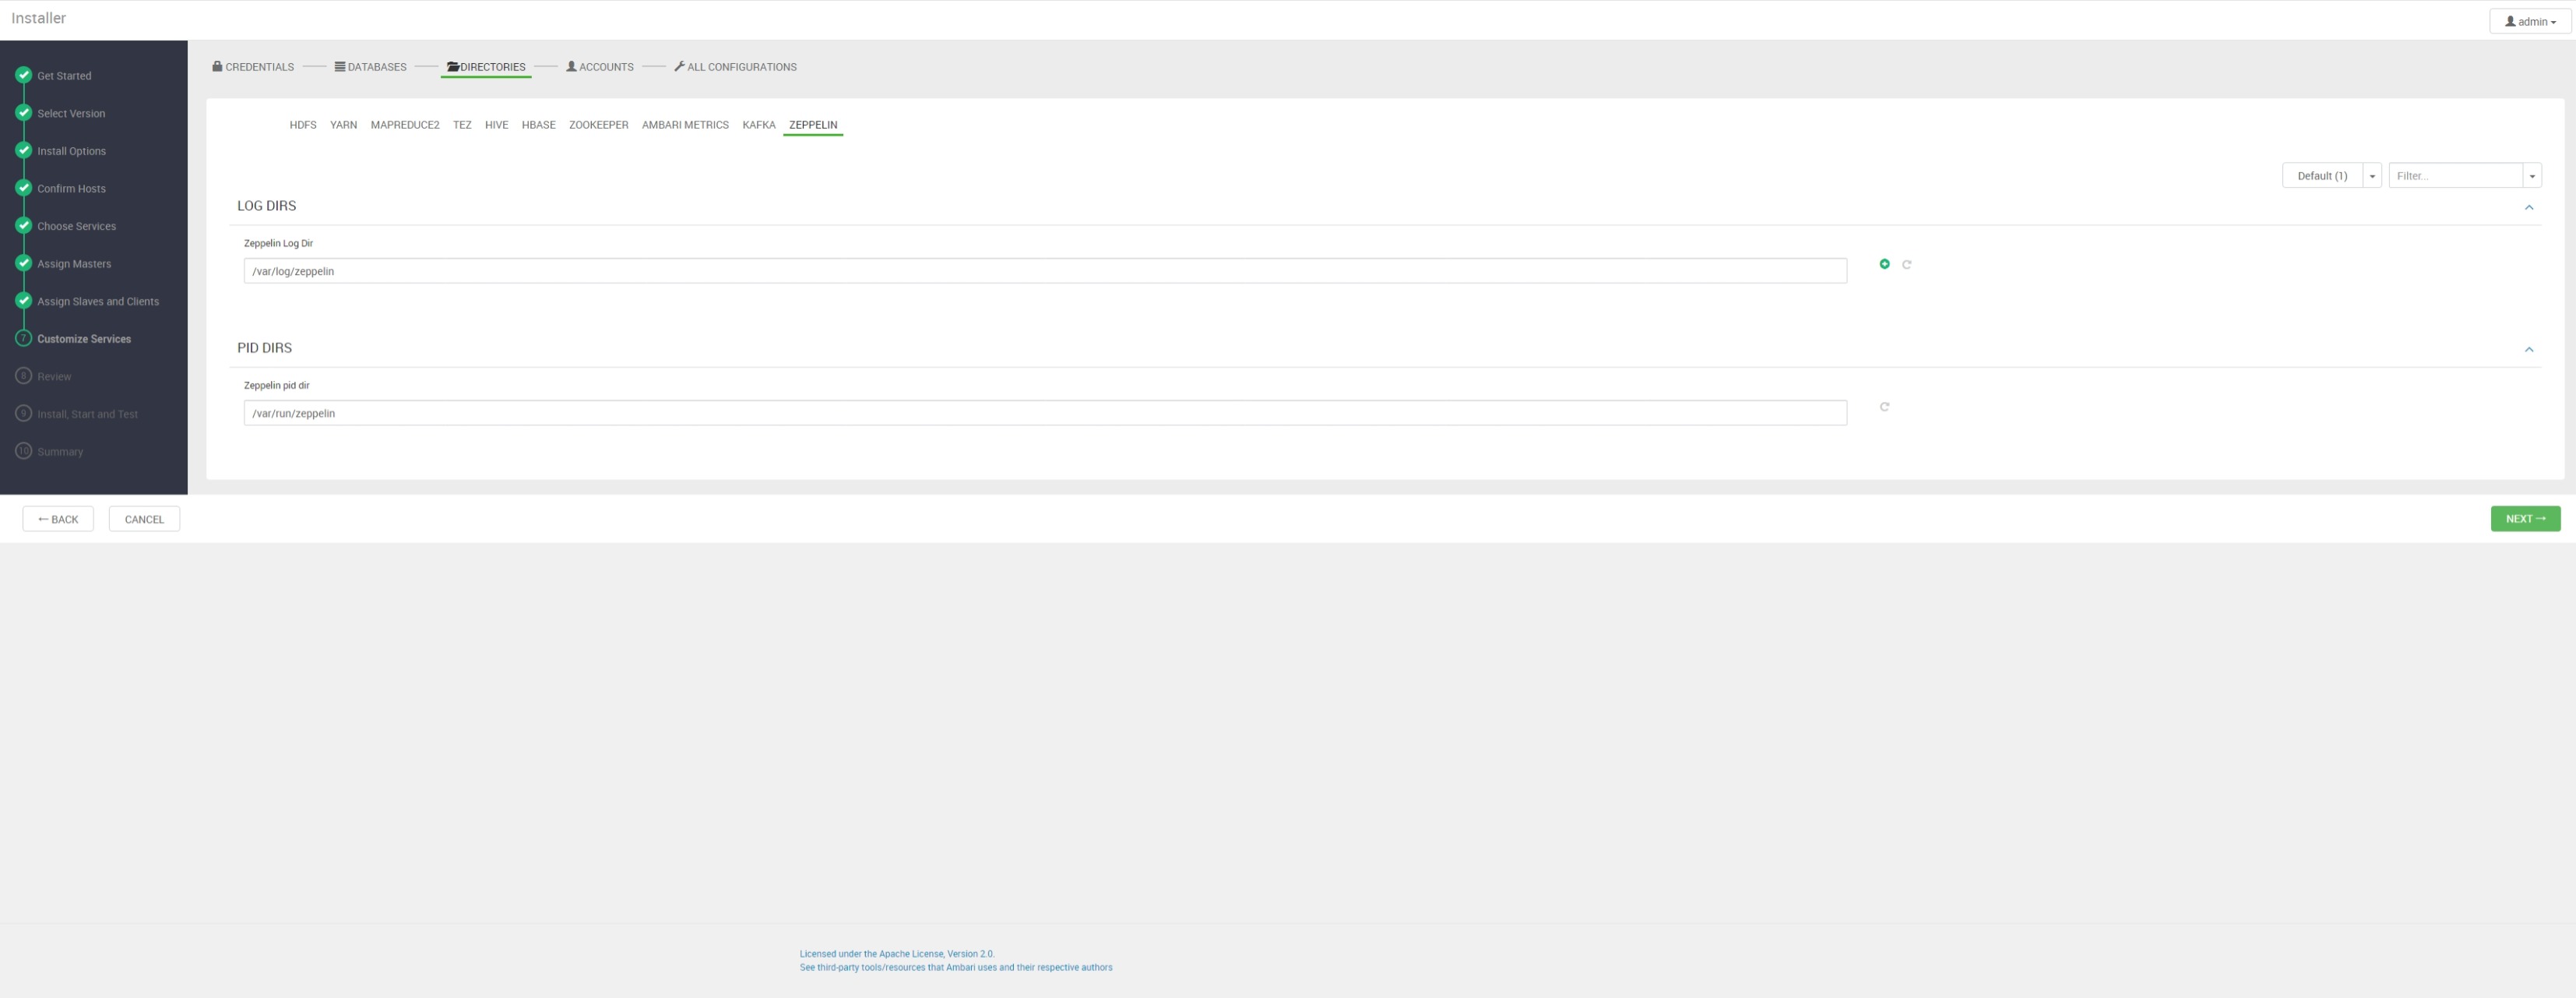 Installer
admin
CREDENTIALS DATABASES DIRECTORIES ACCOUNTS ALL CONFIGURATIONS
Get Started
Select Version
Install Options
Confirm Hosts
Choose Services
Assign Masters
Assign Slaves and Clients
7 Customize Services
8 Review
9 Install, Start and Test
10 Summary
HDFS YARN MAPREDUCE2 TEZ HIVE HBASE ZOOKEEPER AMBARI METRICS KAFKA ZEPPELIN
Default (1) Filter...
LOG DIRS
Zeppelin Log Dir
/var/log/zeppelin
PID DIRS
Zeppelin pid dir
/var/run/zeppelin
← BACK CANCEL NEXT →
Licensed under the Apache License, Version 2.0.
See third-party tools/resources that Ambari uses and their respective authors